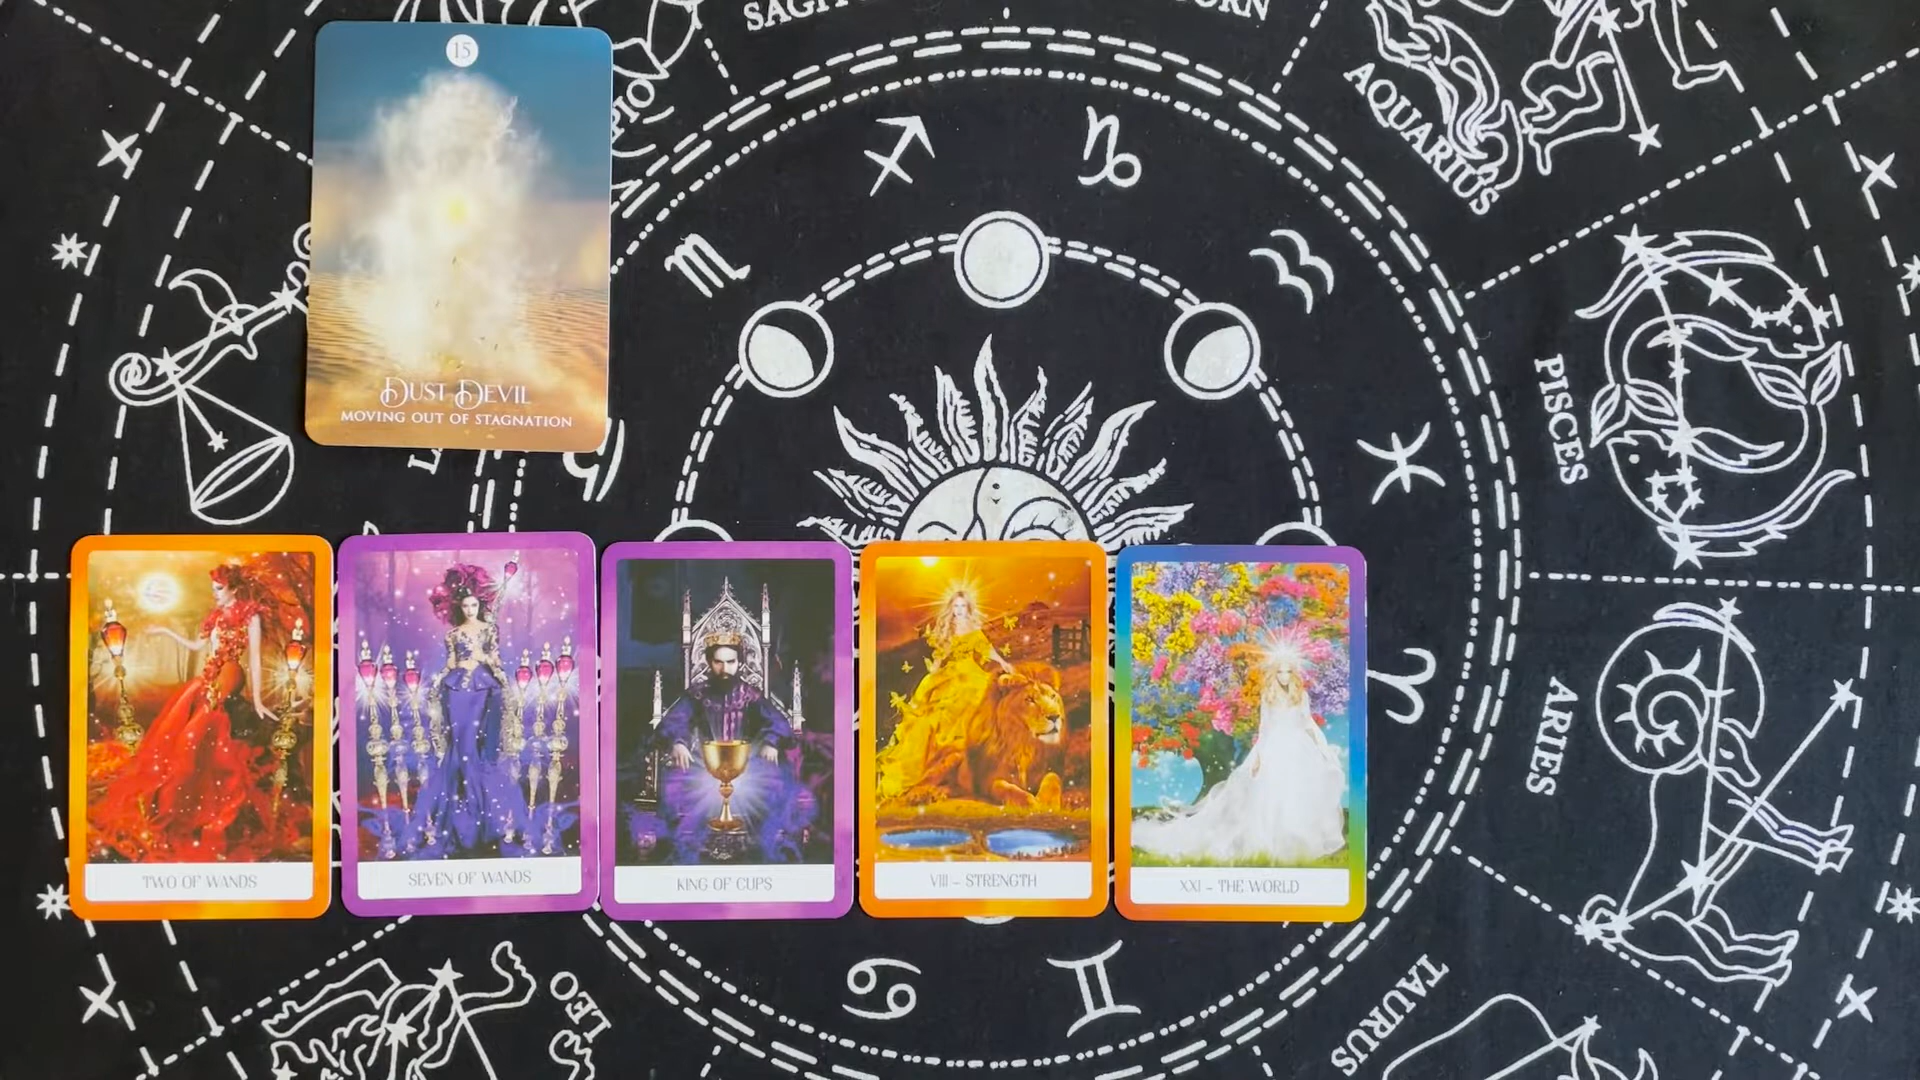 15
DUST DEVIL
MOVING OUT OF STAGNATION
AQUARIUS
PISCES
ARIES
TAURUS
LEO
TWO OF WANDS
SEVEN OF WANDS
KING OF CUPS
VIII – STRENGTH
XXI – THE WORLD